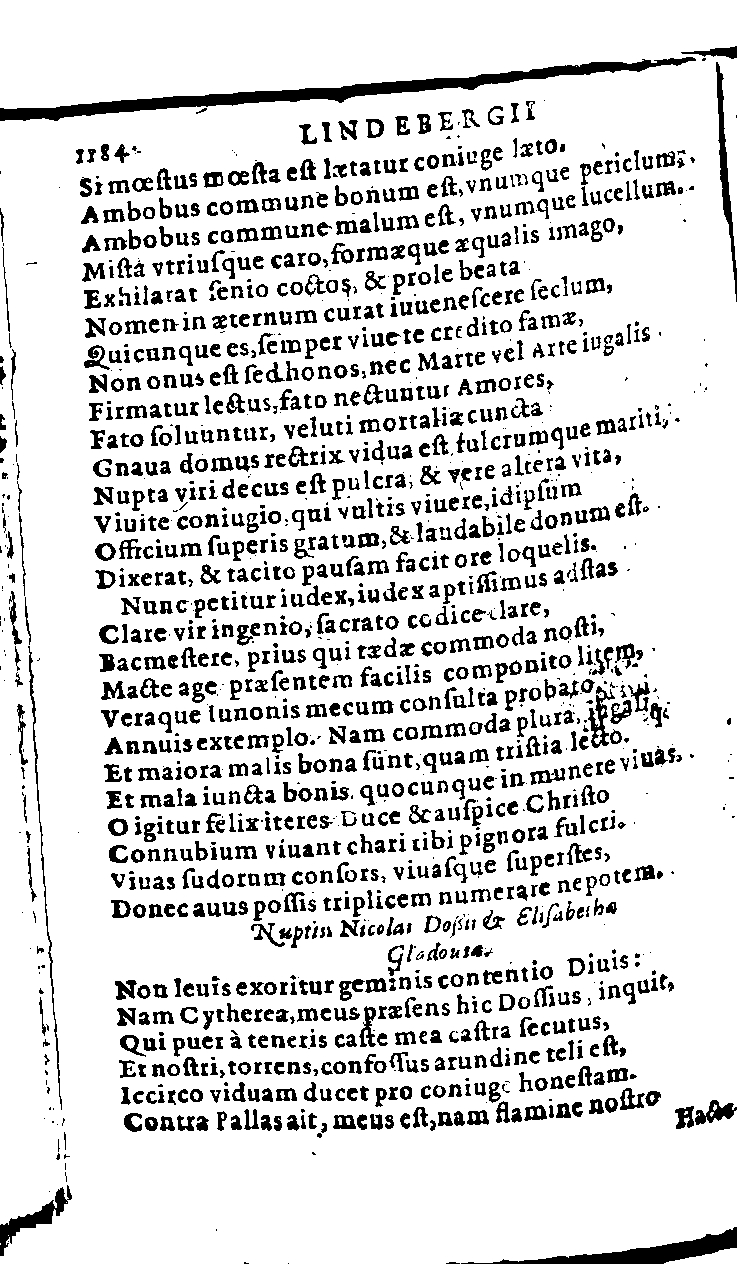 1184.
LINDEBERGII
Si mœstus mœsta est lætatur coniuge læto.
Ambobus commune bonum est, vnumque periclum,
Ambobus commune malum est, vnumque lucellum.
Mista vtriusque caro, formæque æqualis imago,
Exhilarat senio coctos, & prole beata
Nomen in æternum curat iuuenescere seclum,
Quicunque es, semper viue te credito famæ,
Non onus est sed honos, nec Marte vel Arte iugalis.
Firmatur lectus, fato nectuntur Amores,
Fato soluuntur, veluti mortalia cuncta
Gnaua domus rectrix vidua est fulcrumque mariti,
Nupta viri decus est pulcra, & vere altera vita,
Viuite coniugio, qui vultis viuere, id ipsum
Officium superis gratum, & laudabile donum est.
Dixerat, & tacito pausam facit ore loquelis.
Nunc petitur iudex, iudex aptissimus adstas
Clare vir ingenio, sacrato codice clare,
Bacmestere, prius qui tædæ commoda nosti,
Macte age præsentem facilis componito litem,
Veraque Iunonis mecum consulta probato
Annuis extemplo. Nam commoda plura,
Et maiora malis bona sunt, quam tristia lecto.
Et mala iuncta bonis. quocunque in munere viuas,
O igitur felix iteres Duce & auspice Christo
Connubium viuant chari tibi pignora fulcri.
Viuas sudorum consors, viuasque superstes,
Donec auus possis triplicem numerare nepotem.
Nuptiis Nicolai Dossii & Elisabethæ
Non leuis exoritur geminis contentio Diuis:
Nam Cytherea, meus præsens hic Dossius, inquit,
Qui puer à teneris caste mea castra secutus,
Et nostri, torrens, confossus arundine teli est,
Iccirco viduam ducet pro coniuge honestam.
Contra Pallas ait, meus est, nam flamine nostro